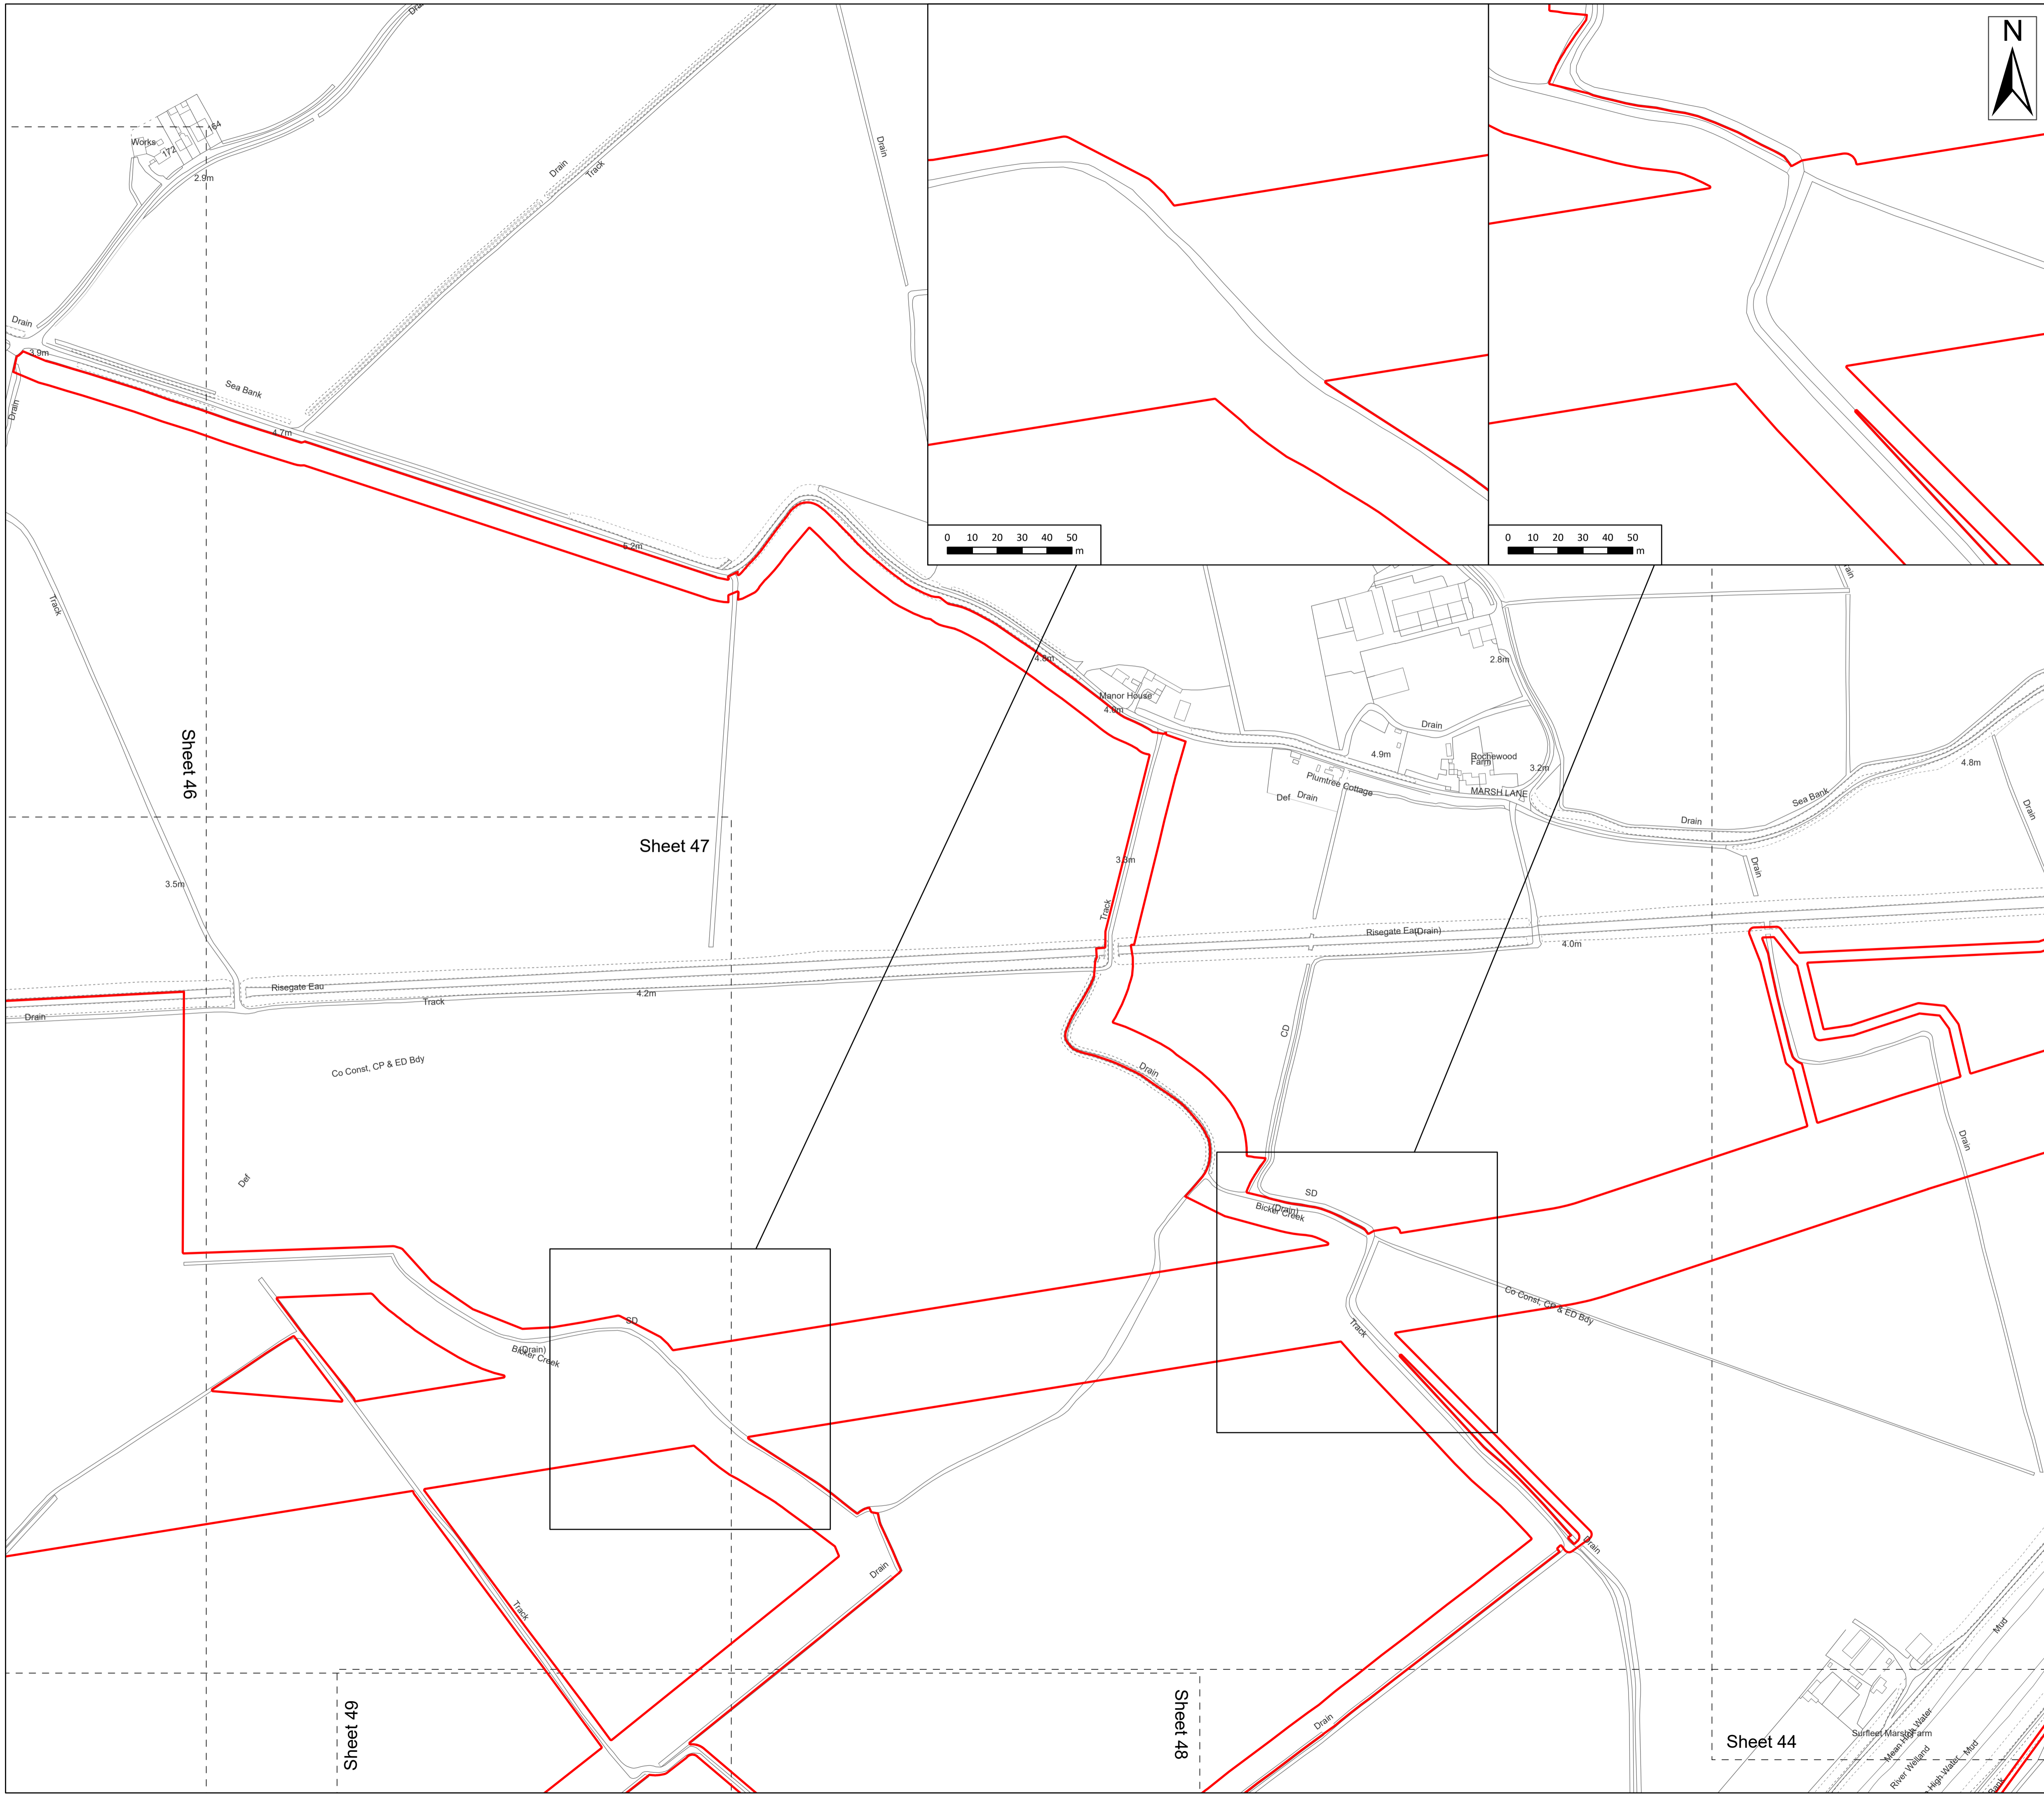 Drain
N
164
Works
172
2.9m
Drain
Track
Drain
Drain
3.9m
Sea Bank
Drain
4.7m
0 10 20 30 40 50 m
0 10 20 30 40 50 m
5.2m
Track
4.8m
Manor House
4.6m
2.8m
Drain
4.9m
Rochewood
Farm
3.2m
Plumtree Cottage
MARSH LANE
Def
Drain
Sea Bank
4.8m
Drain
Drain
Drain
Sheet 46
Sheet 47
3.3m
3.5m
Track
Risegate Eau
(Drain)
4.0m
Risegate Eau
4.2m
Track
Drain
CD
Co Const, CP & ED Bdy
Drain
Def
Drain
SD
(Drain)
Bicker Creek
Co Const, CP & ED Bdy
SD
Track
(Drain)
Bicker Creek
Drain
Drain
Track
Mud
Drain
Sheet 49
Sheet 48
Sheet 44
Surfleet Marsh Farm
Mean High Water
Mud
River Welland
High Water
Bank